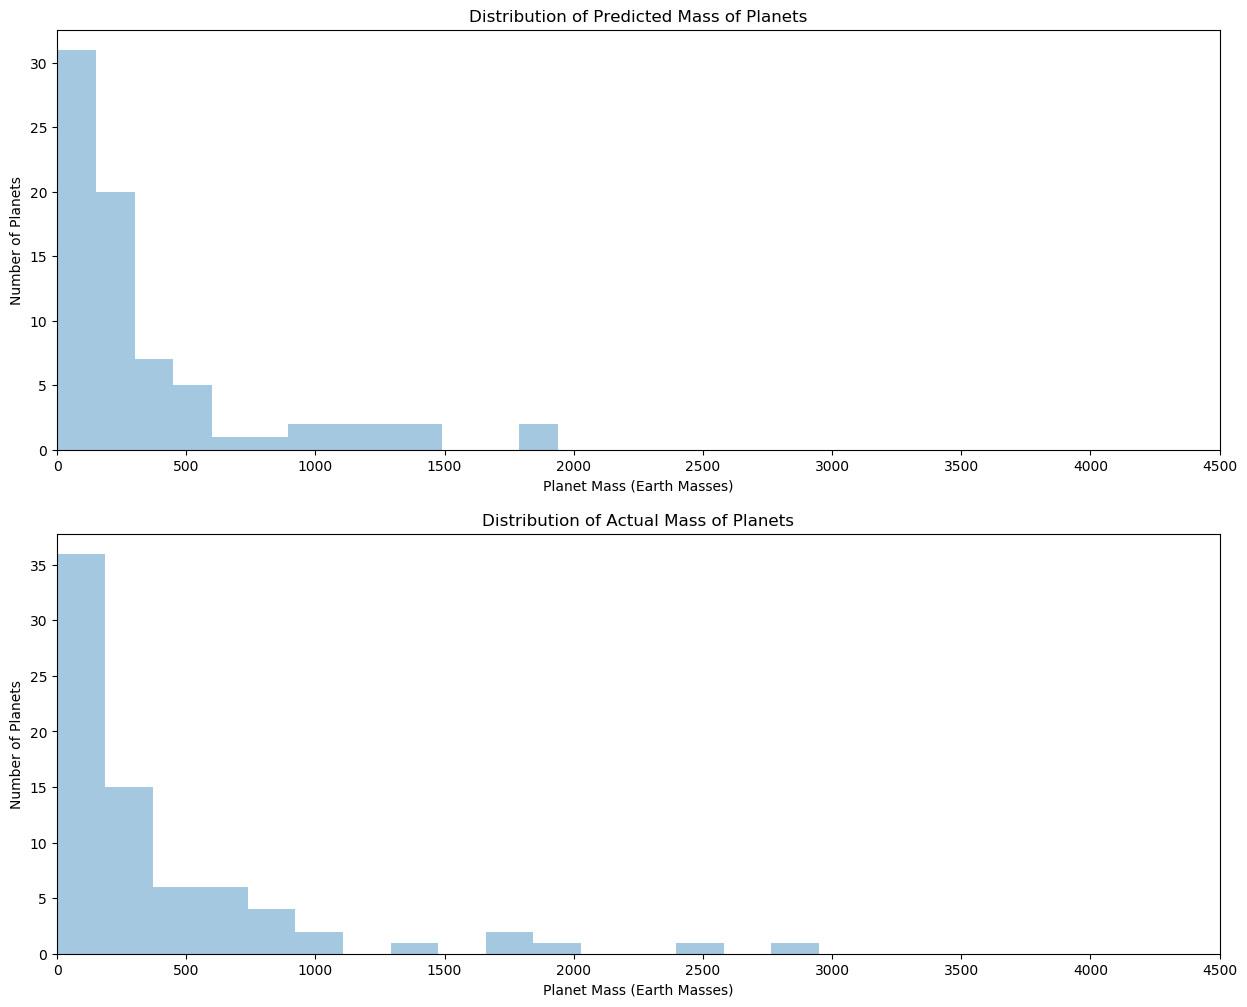 Distribution of Predicted Mass of Planets
30
25
20
15
10
5
0
Number of Planets
0 500 1000 1500 2000 2500 3000 3500 4000 4500
Planet Mass (Earth Masses)
Distribution of Actual Mass of Planets
35
30
25
20
15
10
5
0
Number of Planets
0 500 1000 1500 2000 2500 3000 3500 4000 4500
Planet Mass (Earth Masses)